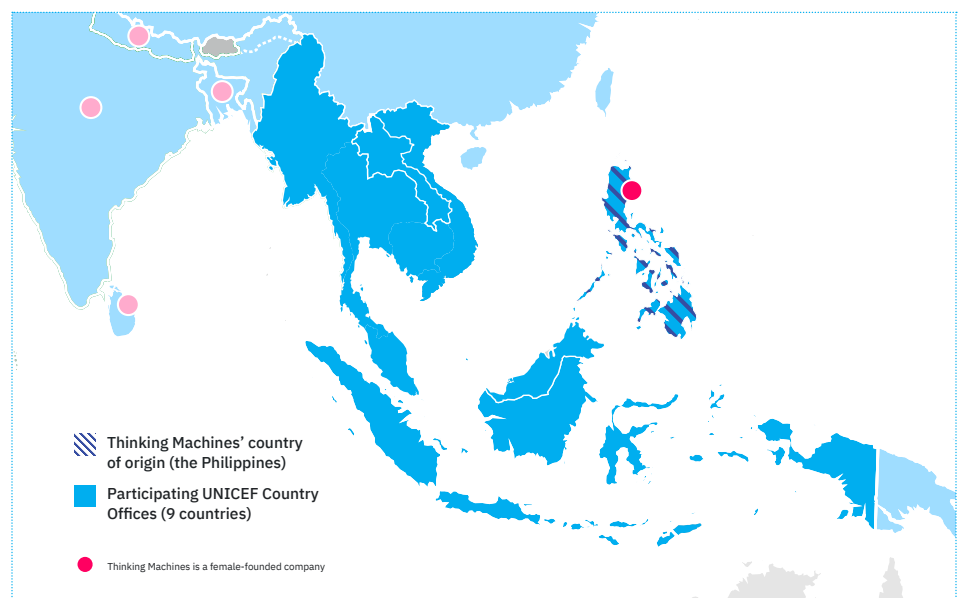 Thinking Machines’ country
of origin (the Philippines)
Participating UNICEF Country
Offices (9 countries)
Thinking Machines is a female-founded company